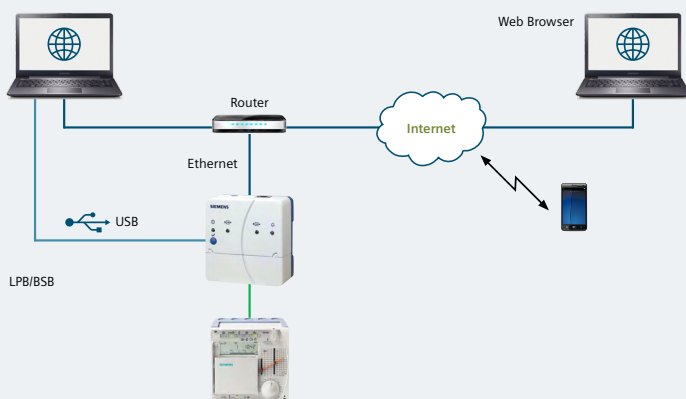 Web Browser
Router
Internet
Ethernet
SIEMENS
USB
LPB/BSB
SIEMENS